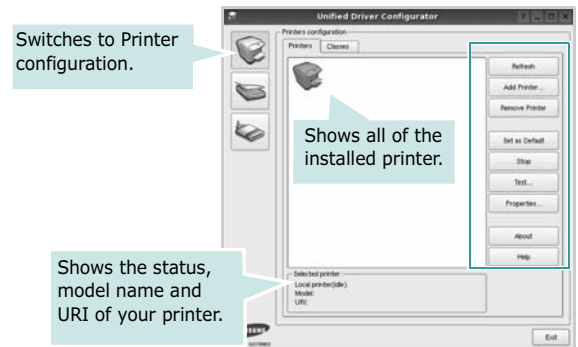 Unified Driver Configurator
Switches to Printer
configuration.
Printers configuration
Printers
Classes
Refresh
Add Printer...
Remove Printer
Set as Default
Stop
Test...
Properties...
About
Help
Shows all of the
installed printer.
Shows the status,
model name and
URI of your printer.
Selected printer:
Local printer(idle)
Model:
URI:
SAMSUNG
ELECTRONICS
Exit